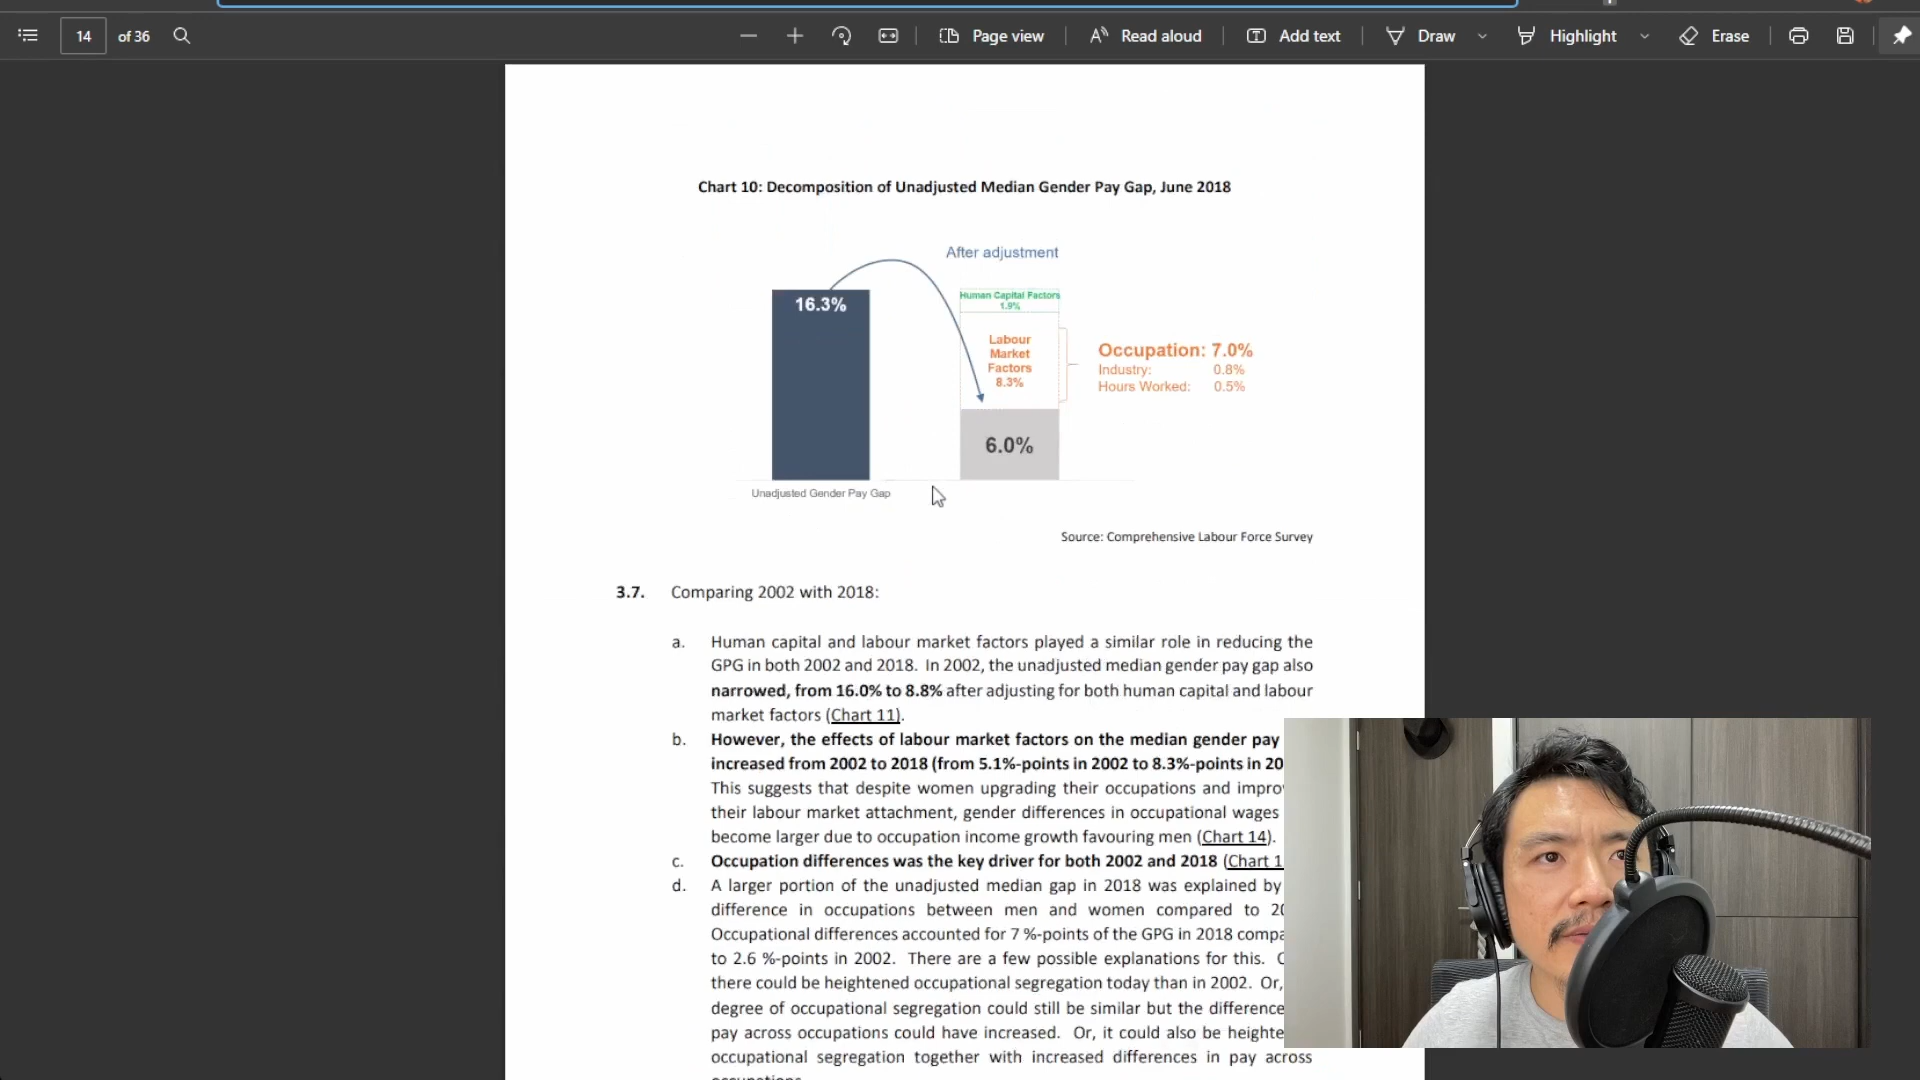 14 of 36 Page view Read aloud Add text Draw Highlight Erase
Chart 10: Decomposition of Unadjusted Median Gender Pay Gap, June 2018
After adjustment
16.3%
Human Capital Factors
1.9%
Labour
Market
Factors
8.3%
Occupation: 7.0%
Industry: 0.8%
Hours Worked: 0.5%
6.0%
Unadjusted Gender Pay Gap
Source: Comprehensive Labour Force Survey
3.7. Comparing 2002 with 2018:
a. Human capital and labour market factors played a similar role in reducing the
GPG in both 2002 and 2018. In 2002, the unadjusted median gender pay gap also
narrowed, from 16.0% to 8.8% after adjusting for both human capital and labour
market factors (Chart 11).
b. However, the effects of labour market factors on the median gender pay
increased from 2002 to 2018 (from 5.1%-points in 2002 to 8.3%-points in 20
This suggests that despite women upgrading their occupations and impro
their labour market attachment, gender differences in occupational wages
become larger due to occupation income growth favouring men (Chart 14).
c. Occupation differences was the key driver for both 2002 and 2018 (Chart 1
d. A larger portion of the unadjusted median gap in 2018 was explained by
difference in occupations between men and women compared to 20
Occupational differences accounted for 7 %-points of the GPG in 2018 compa
to 2.6 %-points in 2002. There are a few possible explanations for this.
there could be heightened occupational segregation today than in 2002. Or,
degree of occupational segregation could still be similar but the difference
pay across occupations could have increased. Or, it could also be heighte
occupational segregation together with increased differences in pay across